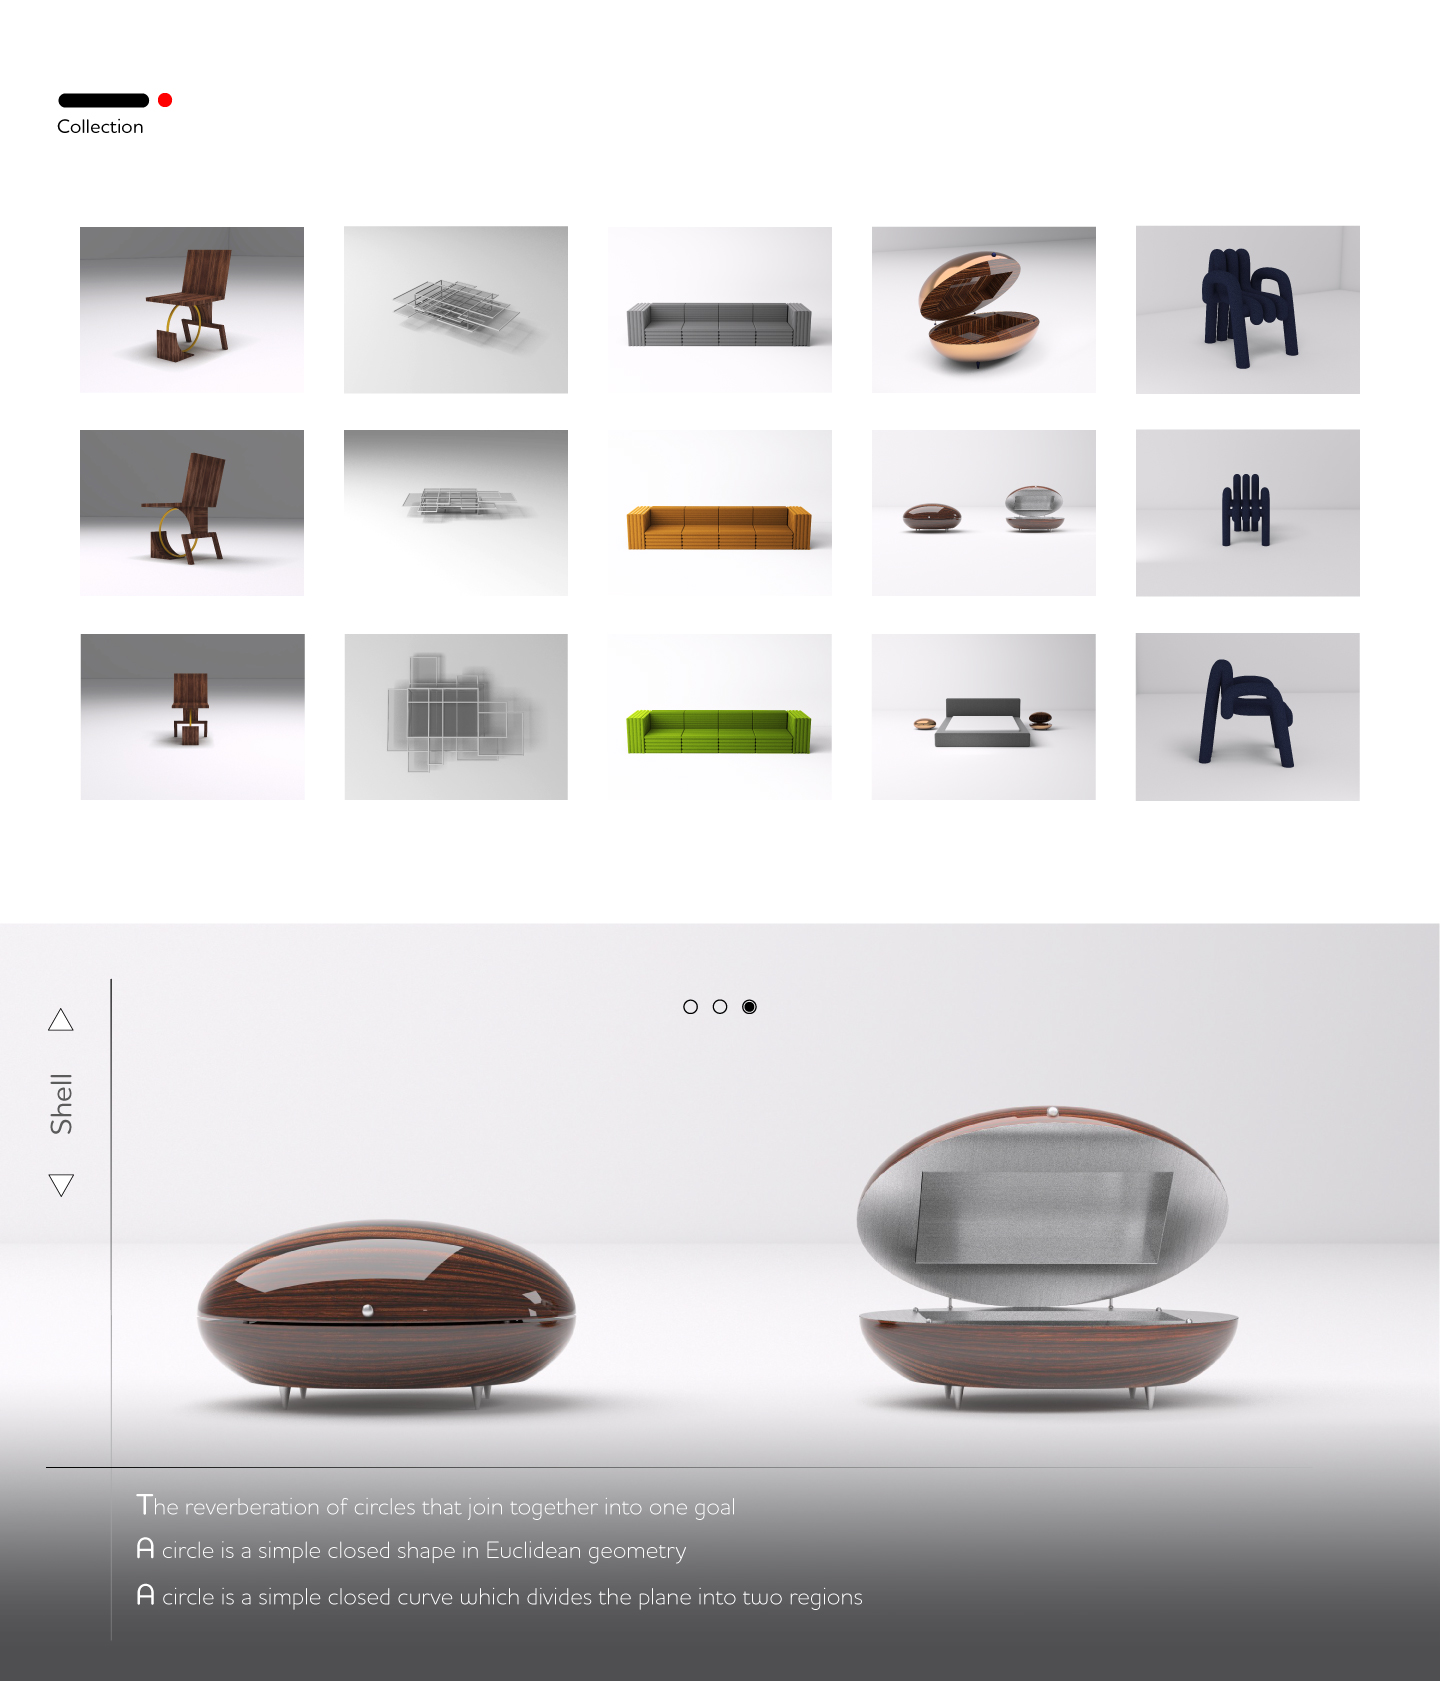 Collection
Shell
The reverberation of circles that join together into one goal
A circle is a simple closed shape in Euclidean geometry
A circle is a simple closed curve which divides the plane into two regions